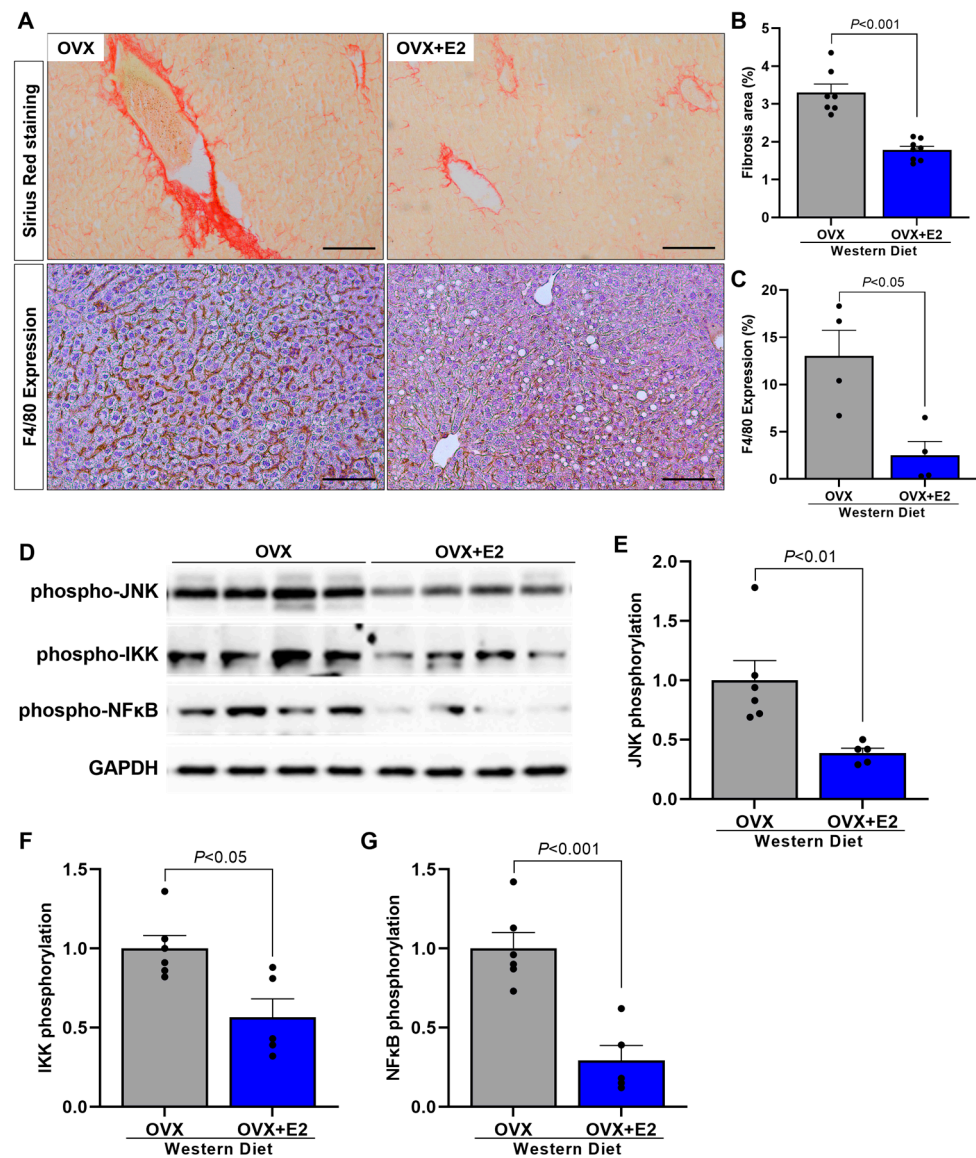 A
OVX
OVX+E2
Sirius Red staining
F4/80 Expression
B
P<0.001
Fibrosis area (%)
5
4
3
2
1
0
OVX
OVX+E2
Western Diet
C
P<0.05
F4/80 Expression (%)
20
15
10
5
0
OVX
OVX+E2
Western Diet
D
OVX
OVX+E2
phospho-JNK
phospho-IKK
phospho-NFκB
GAPDH
E
P<0.01
JNK phosphorylation
2.0
1.5
1.0
0.5
0.0
OVX
OVX+E2
Western Diet
F
P<0.05
IKK phosphorylation
1.5
1.0
0.5
0.0
OVX
OVX+E2
Western Diet
G
P<0.001
NFκB phosphorylation
1.5
1.0
0.5
0.0
OVX
OVX+E2
Western Diet